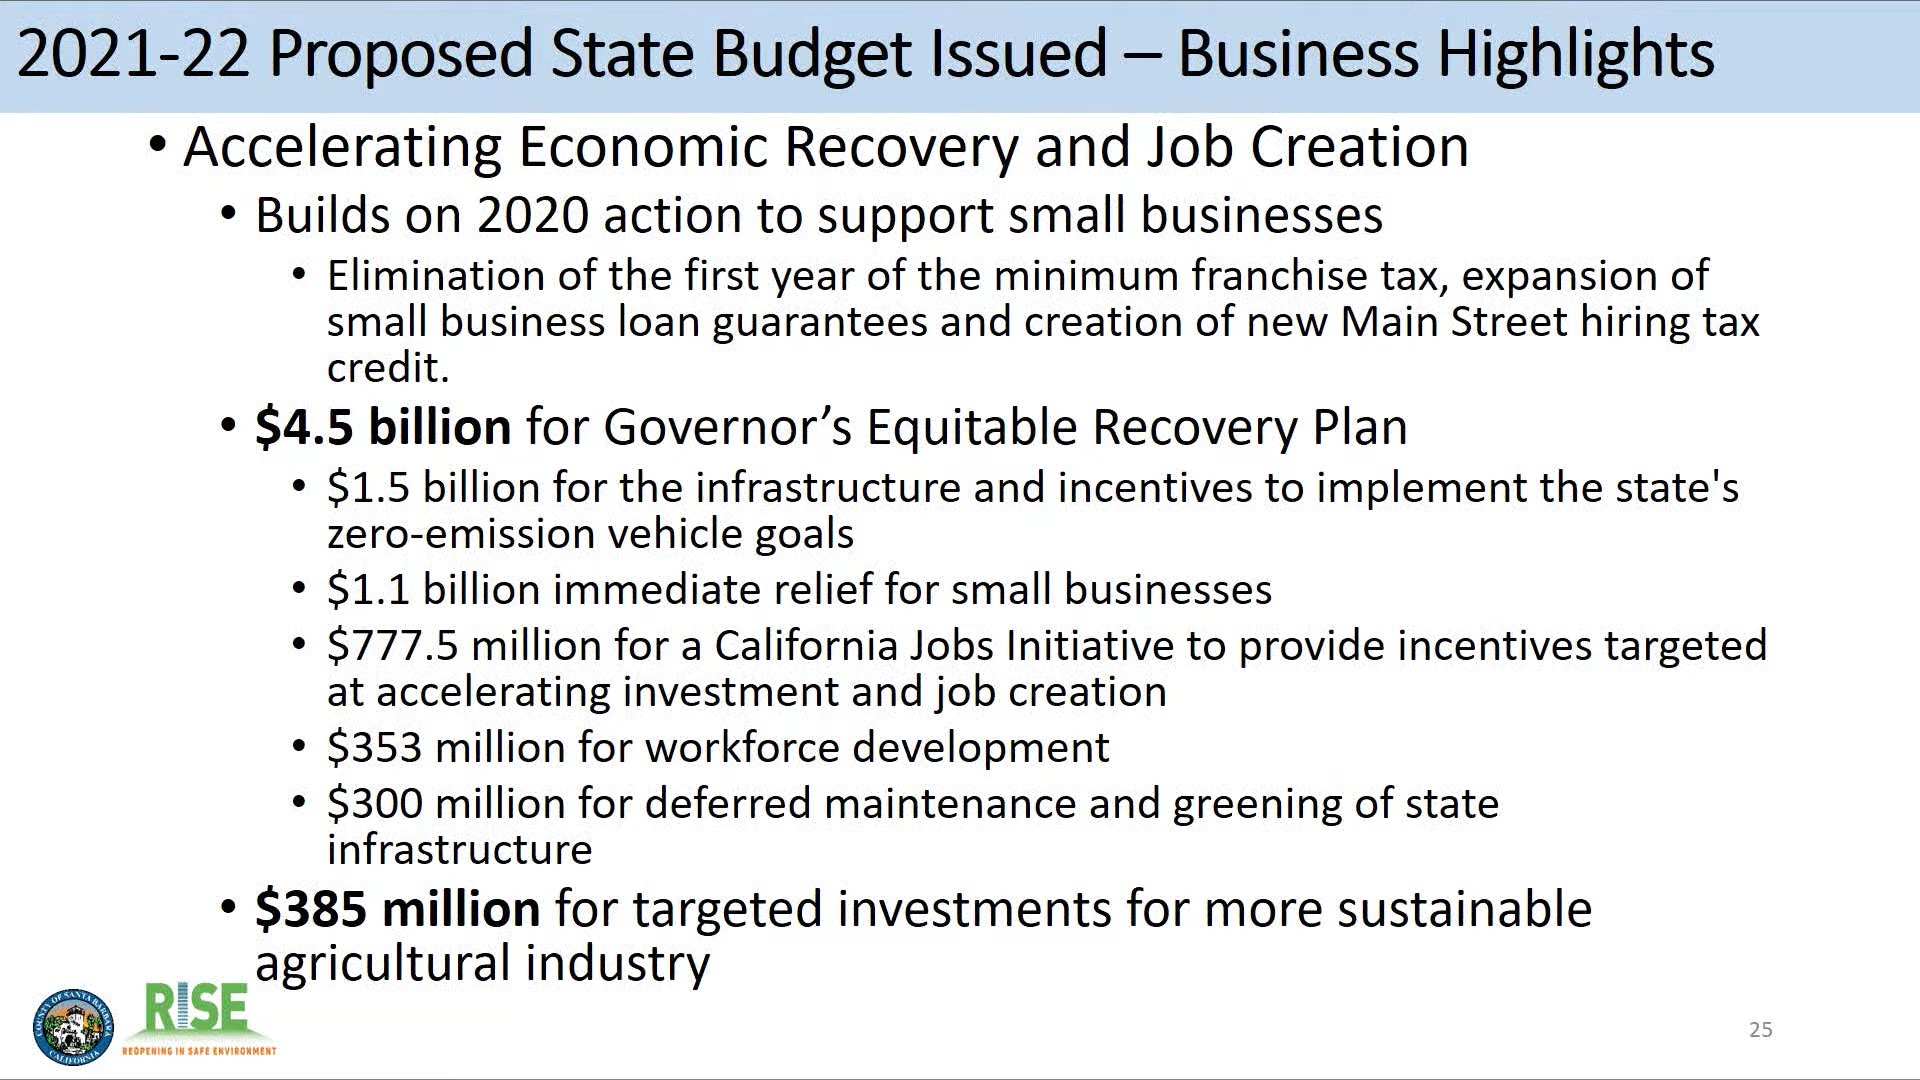 2021-22 Proposed State Budget Issued – Business Highlights
• Accelerating Economic Recovery and Job Creation
• Builds on 2020 action to support small businesses
• Elimination of the first year of the minimum franchise tax, expansion of
small business loan guarantees and creation of new Main Street hiring tax
credit.
• $4.5 billion for Governor’s Equitable Recovery Plan
• $1.5 billion for the infrastructure and incentives to implement the state's
zero-emission vehicle goals
• $1.1 billion immediate relief for small businesses
• $777.5 million for a California Jobs Initiative to provide incentives targeted
at accelerating investment and job creation
• $353 million for workforce development
• $300 million for deferred maintenance and greening of state
infrastructure
• $385 million for targeted investments for more sustainable
agricultural industry
COUNTY OF SANTA BARBARA
CALIFORNIA
RISE
REOPENING IN SAFE ENVIRONMENT
25